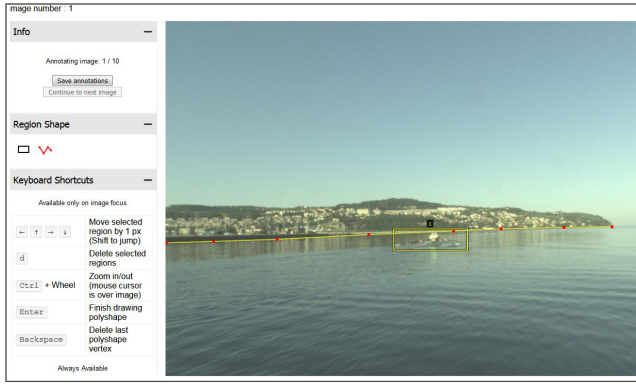 mage number : 1
Info
—
Annotating image: 1 / 10
Save annotations
Continue to next image
Region Shape
—
Keyboard Shortcuts
—
Available only on image focus
← ↑ → ↓ Move selected
region by 1 px
(Shift to jump)
d Delete selected
regions
Ctrl + Wheel Zoom in/out
(mouse cursor
is over image)
Enter Finish drawing
polyshape
Backspace Delete last
polyshape
vertex
Always Available
1